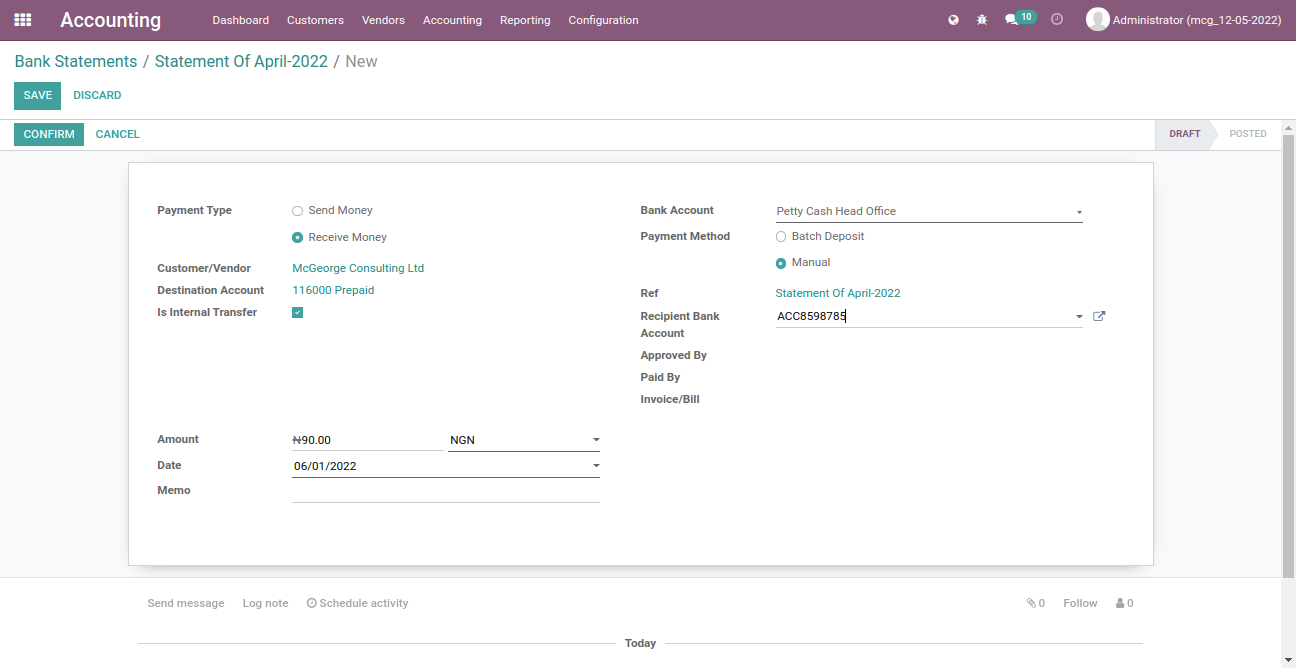 Accounting Dashboard Customers Vendors Accounting Reporting Configuration 10 Administrator (mcg_12-05-2022)
Bank Statements / Statement Of April-2022 / New
SAVE DISCARD
CONFIRM CANCEL DRAFT POSTED
Payment Type Send Money
Receive Money
Customer/Vendor McGeorge Consulting Ltd
Destination Account 116000 Prepaid
Is Internal Transfer
Bank Account Petty Cash Head Office
Payment Method Batch Deposit
Manual
Ref Statement Of April-2022
Recipient Bank Account ACC8598785
Approved By
Paid By
Invoice/Bill
Amount ₦90.00 NGN
Date 06/01/2022
Memo
Send message Log note Schedule activity 0 Follow 0
Today